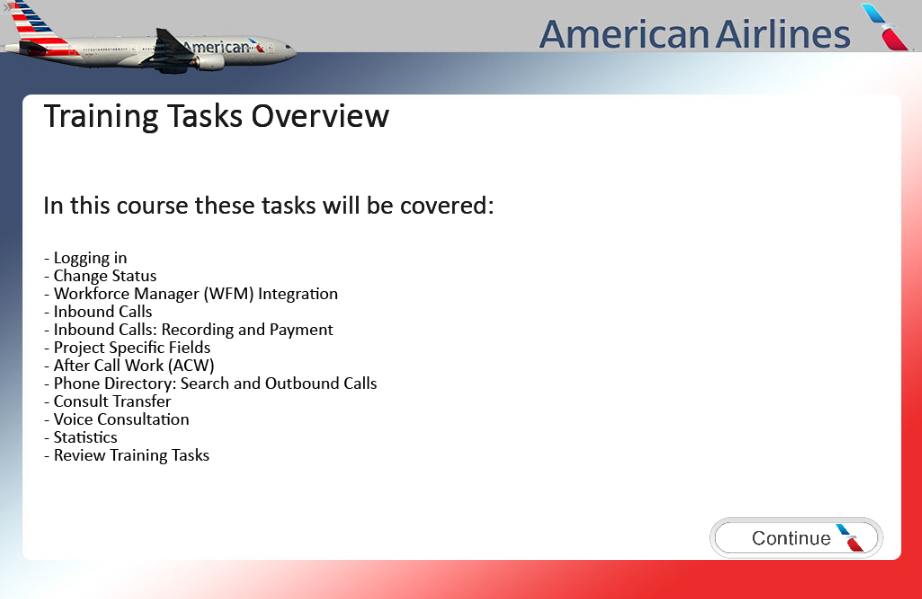 American
American Airlines
Training Tasks Overview
In this course these tasks will be covered:
- Logging in
- Change Status
- Workforce Manager (WFM) Integration
- Inbound Calls
- Inbound Calls: Recording and Payment
- Project Specific Fields
- After Call Work (ACW)
- Phone Directory: Search and Outbound Calls
- Consult Transfer
- Voice Consultation
- Statistics
- Review Training Tasks
Continue